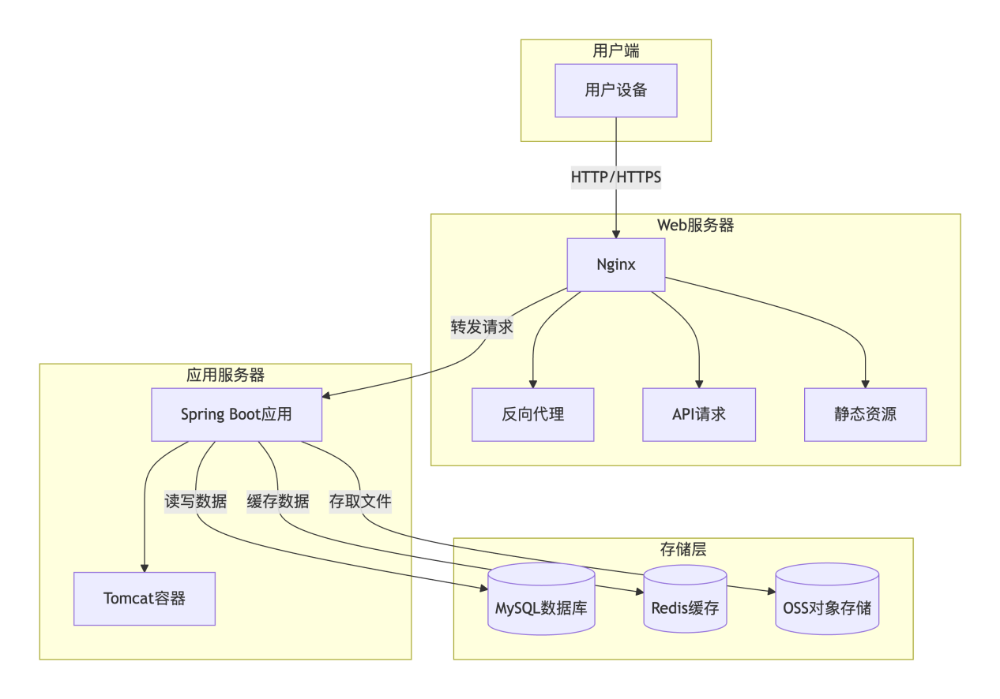 用户端
用户设备
HTTP/HTTPS
Web服务器
Nginx
转发请求
应用服务器
Spring Boot应用
反向代理
API请求
静态资源
读写数据
缓存数据
存取文件
存储层
Tomcat容器
MySQL数据库
Redis缓存
OSS对象存储